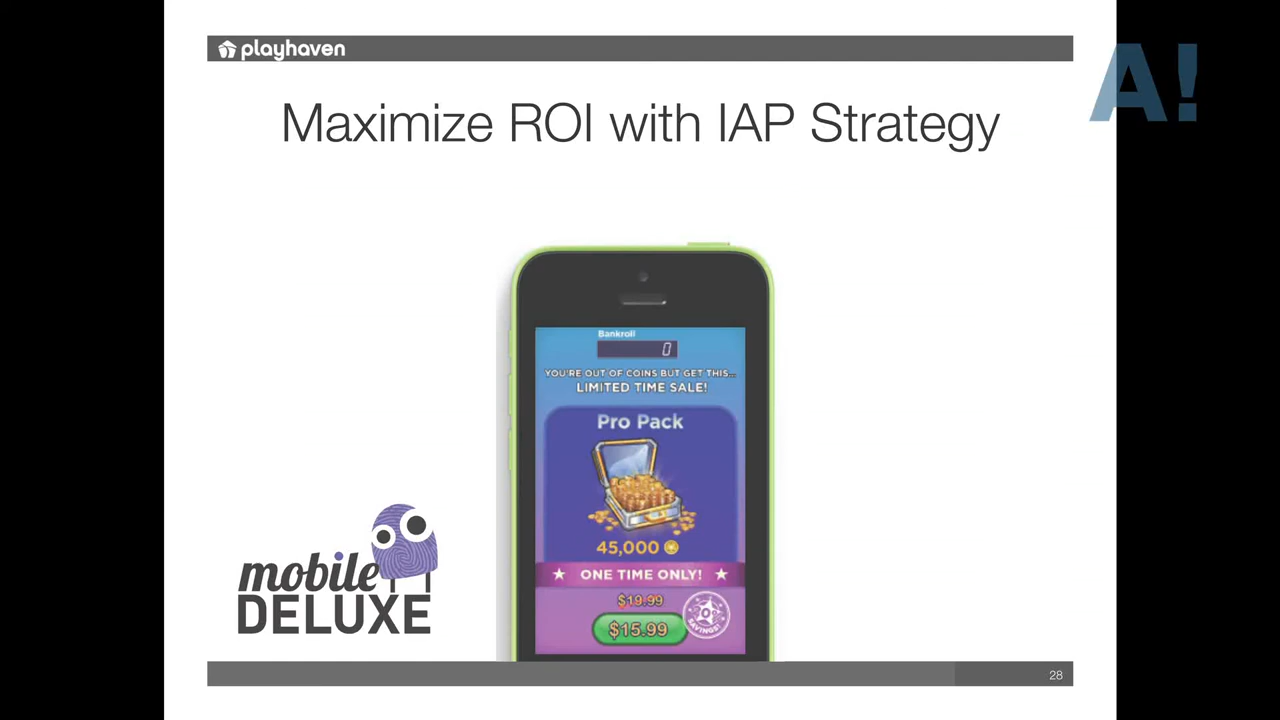 playhaven
A!
Maximize ROI with IAP Strategy
Bankroll
0
YOU'RE OUT OF COINS BUT GET THIS...
LIMITED TIME SALE!
Pro Pack
45,000
ONE TIME ONLY!
$19.99
$15.99
SAVINGS!
mobile
DELUXE
28